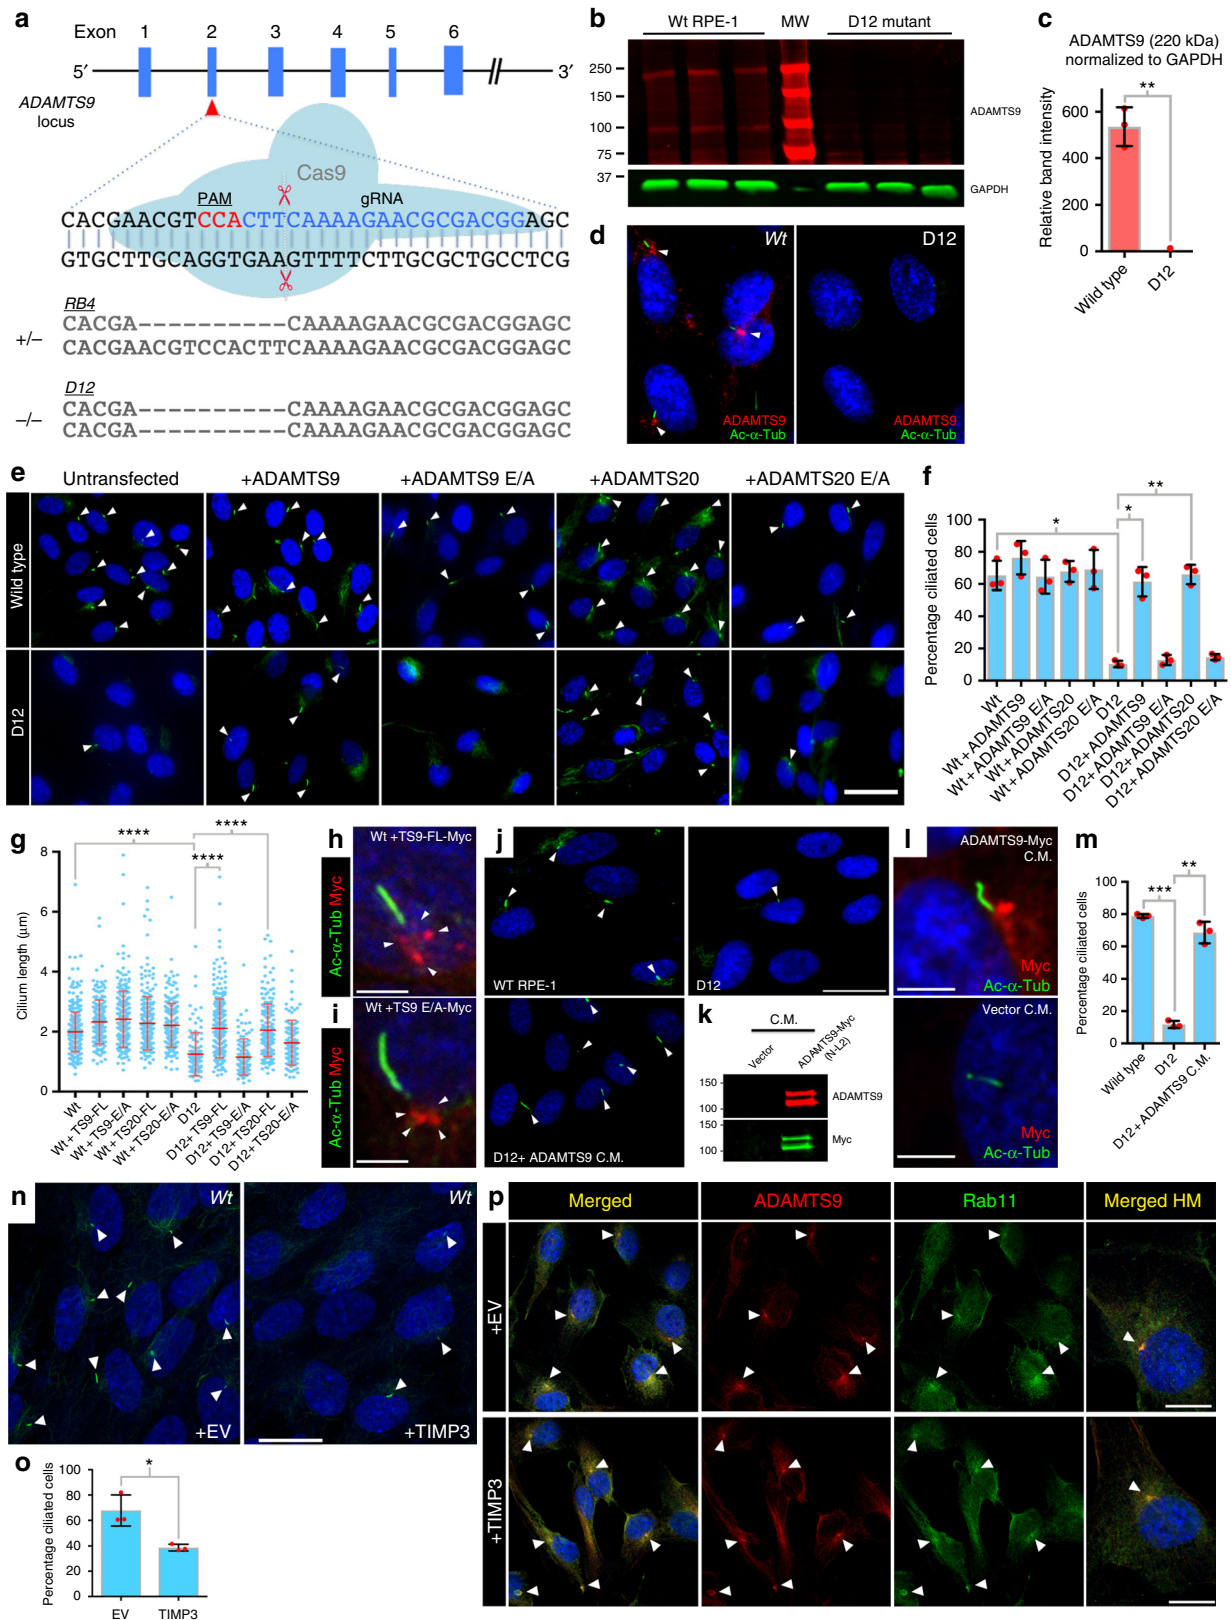 a
Exon 1 2 3 4 5 6
5′ 3′
ADAMTS9
locus
Cas9
PAM
gRNA
CACGAACGTCCACTTCAAAAGAACGCGACGGAGC
GTGCTTGCAGGTGAAGTTTTCTTGCGCTGCCTCG
RB4
+/–
CACGA––––––––––CAAAAGAACGCGACGGAGC
CACGAACGTCCACTTCAAAAGAACGCGACGGAGC
D12
–/–
CACGA––––––––––CAAAAGAACGCGACGGAGC
CACGA––––––––––CAAAAGAACGCGACGGAGC
b
Wt RPE-1 MW D12 mutant
250
150
100
75
37
ADAMTS9
GAPDH
c
ADAMTS9 (220 kDa)
normalized to GAPDH
**
Relative band intensity
600
400
200
0
Wild type
D12
d
Wt
D12
ADAMTS9
Ac-α-Tub
ADAMTS9
Ac-α-Tub
e
Untransfected +ADAMTS9 +ADAMTS9 E/A +ADAMTS20 +ADAMTS20 E/A
Wild type
D12
f
Percentage ciliated cells
100
80
60
40
20
0
* * **
Wt
Wt + ADAMTS9
Wt + ADAMTS9 E/A
Wt + ADAMTS20
Wt + ADAMTS20 E/A
D12
D12+ ADAMTS9
D12+ ADAMTS9 E/A
D12+ ADAMTS20
D12+ ADAMTS20 E/A
g
Cilium length (μm)
8
6
4
2
0
**** **** ****
Wt
Wt + TS9-FL
Wt + TS9-E/A
Wt + TS20-FL
Wt + TS20-E/A
D12
D12+ TS9-FL
D12+ TS9-E/A
D12+ TS20-FL
D12+ TS20-E/A
h
Wt +TS9-FL-Myc
Ac-α-Tub Myc
i
Wt +TS9 E/A-Myc
Ac-α-Tub Myc
j
WT RPE-1
D12
D12+ ADAMTS9 C.M.
k
C.M.
Vector
ADAMTS9-Myc
(N-L2)
150
100
ADAMTS9
150
100
Myc
l
ADAMTS9-Myc
C.M.
Myc
Ac-α-Tub
Vector C.M.
Myc
Ac-α-Tub
m
Percentage ciliated cells
100
80
60
40
20
0
*** **
Wild type
D12
D12+ ADAMTS9 C.M.
n
Wt
+EV
Wt
+TIMP3
o
Percentage ciliated cells
100
80
60
40
20
0
*
EV
TIMP3
p
Merged ADAMTS9 Rab11 Merged HM
+EV
+TIMP3